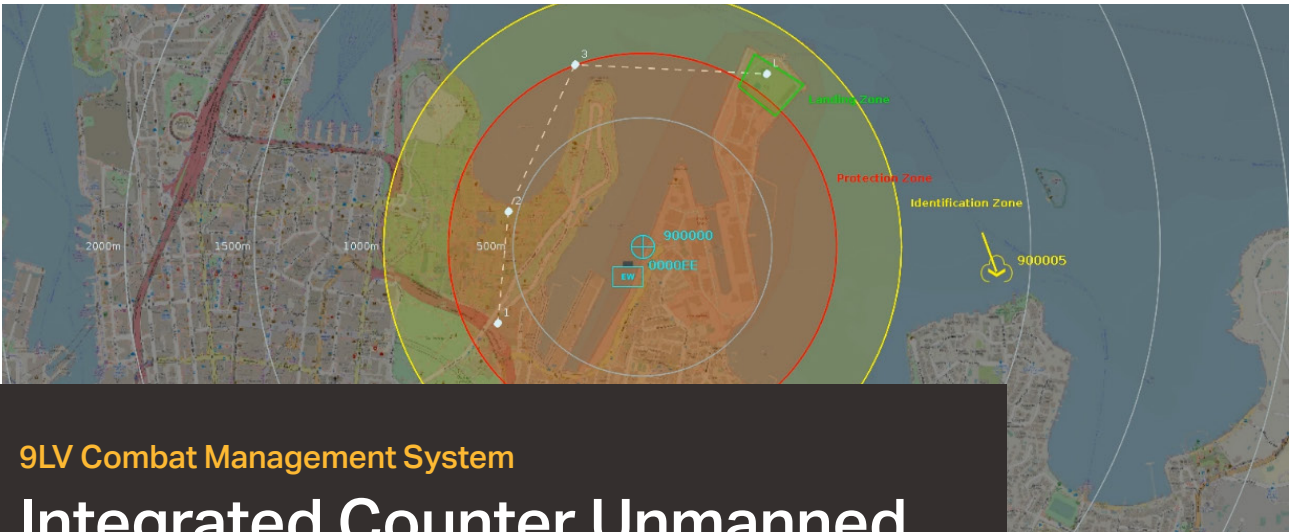 3
L
Landing Zone
Protection Zone
2
Identification Zone
2000m
1500m
1000m
500m
900000
900005
0000EE
EW
1
9LV Combat Management System
Integrated Counter Unmanned